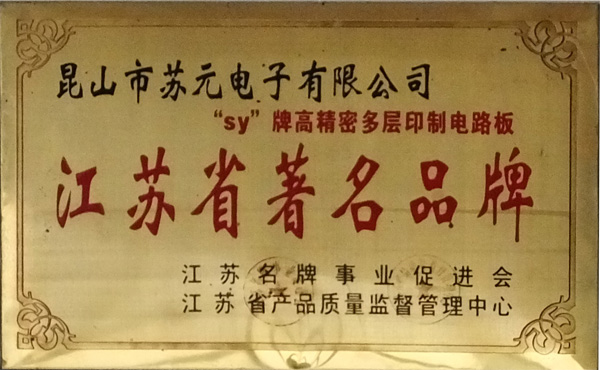 昆山市苏元电子有限公司
“sy”牌高精密多层印制电路板
江苏省著名品牌
江苏名牌事业促进会
江苏省产品质量监督管理中心